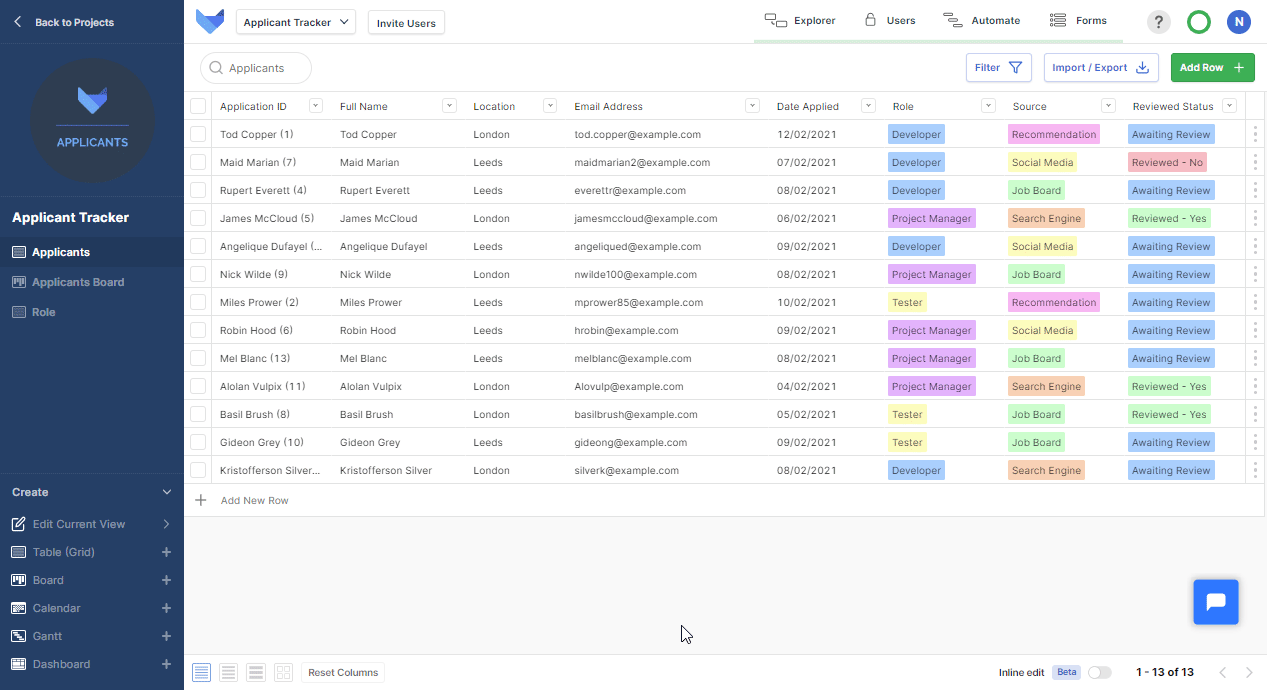 Back to Projects
APPLICANTS
Applicant Tracker
Applicants
Applicants Board
Role
Create
Edit Current View
Table (Grid)
Board
Calendar
Gantt
Dashboard
Applicant Tracker Invite Users Explorer Users Automate Forms ? N
Applicants Filter Import / Export Add Row
Application ID Full Name Location Email Address Date Applied Role Source Reviewed Status
Tod Copper (1) Tod Copper London tod.copper@example.com 12/02/2021 Developer Recommendation Awaiting Review
Maid Marian (7) Maid Marian Leeds maidmarian2@example.com 07/02/2021 Developer Social Media Reviewed - No
Rupert Everett (4) Rupert Everett Leeds everettr@example.com 08/02/2021 Developer Job Board Awaiting Review
James McCloud (5) James McCloud London jamesmccloud@example.com 06/02/2021 Project Manager Search Engine Reviewed - Yes
Angelique Dufayel (... Angelique Dufayel London angeliqued@example.com 09/02/2021 Developer Social Media Awaiting Review
Nick Wilde (9) Nick Wilde London nwilde100@example.com 08/02/2021 Project Manager Job Board Awaiting Review
Miles Prower (2) Miles Prower Leeds mprower85@example.com 10/02/2021 Tester Recommendation Awaiting Review
Robin Hood (6) Robin Hood Leeds hrobin@example.com 09/02/2021 Project Manager Social Media Awaiting Review
Mel Blanc (13) Mel Blanc Leeds melblanc@example.com 08/02/2021 Project Manager Job Board Awaiting Review
Alolan Vulpix (11) Alolan Vulpix London Alovulp@example.com 04/02/2021 Project Manager Search Engine Reviewed - Yes
Basil Brush (8) Basil Brush London basilbrush@example.com 05/02/2021 Tester Job Board Reviewed - Yes
Gideon Grey (10) Gideon Grey Leeds gideong@example.com 09/02/2021 Tester Job Board Awaiting Review
Kristofferson Silver... Kristofferson Silver London silverk@example.com 08/02/2021 Developer Search Engine Awaiting Review
Add New Row
Reset Columns Inline edit Beta 1 - 13 of 13